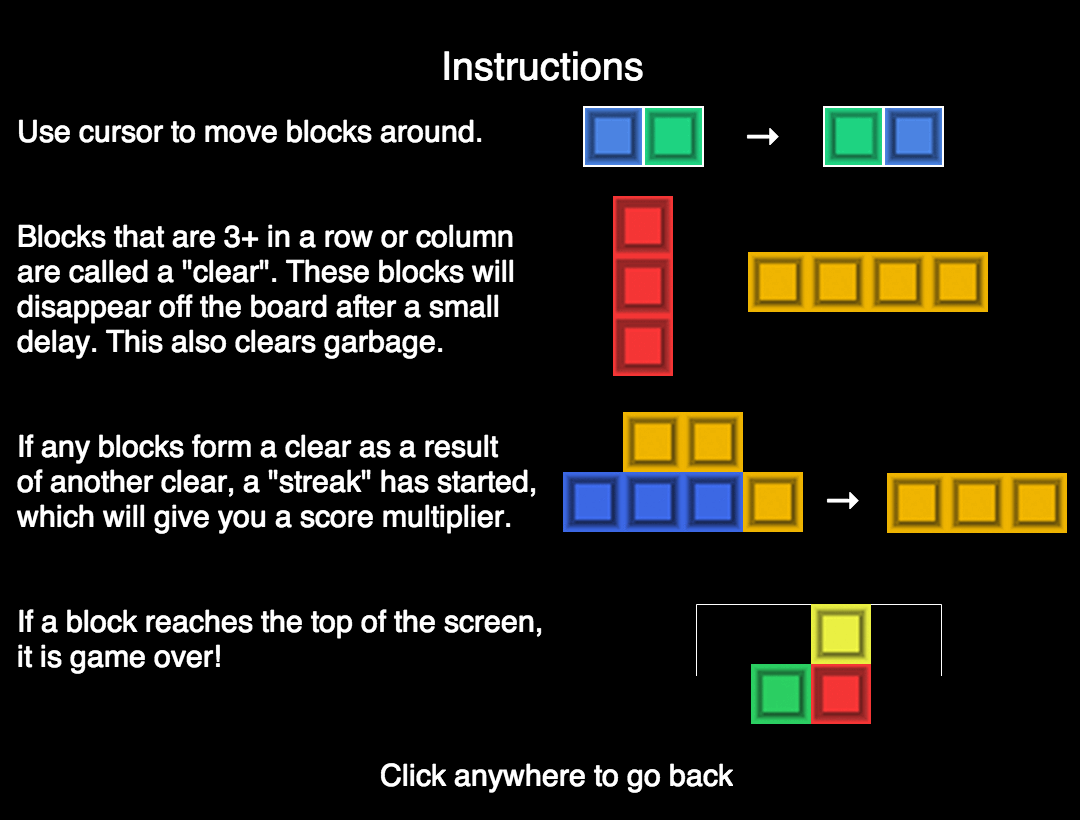 Instructions
Use cursor to move blocks around.
Blocks that are 3+ in a row or column
are called a "clear". These blocks will
disappear off the board after a small
delay. This also clears garbage.
If any blocks form a clear as a result
of another clear, a "streak" has started,
which will give you a score multiplier.
If a block reaches the top of the screen,
it is game over!
Click anywhere to go back